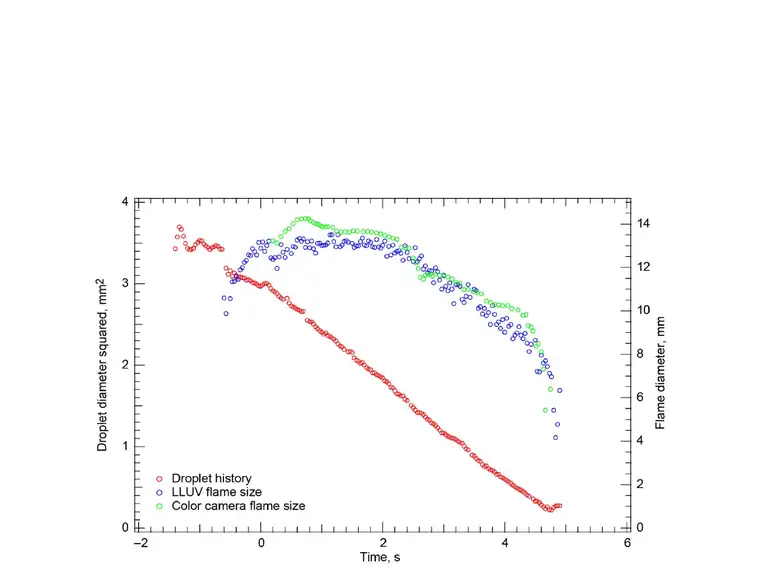 4
3
2
1
0
Droplet diameter squared, mm2
14
12
10
8
6
4
2
0
Flame diameter, mm
Droplet history
LLUV flame size
Color camera flame size
−2 0 2 4 6
Time, s